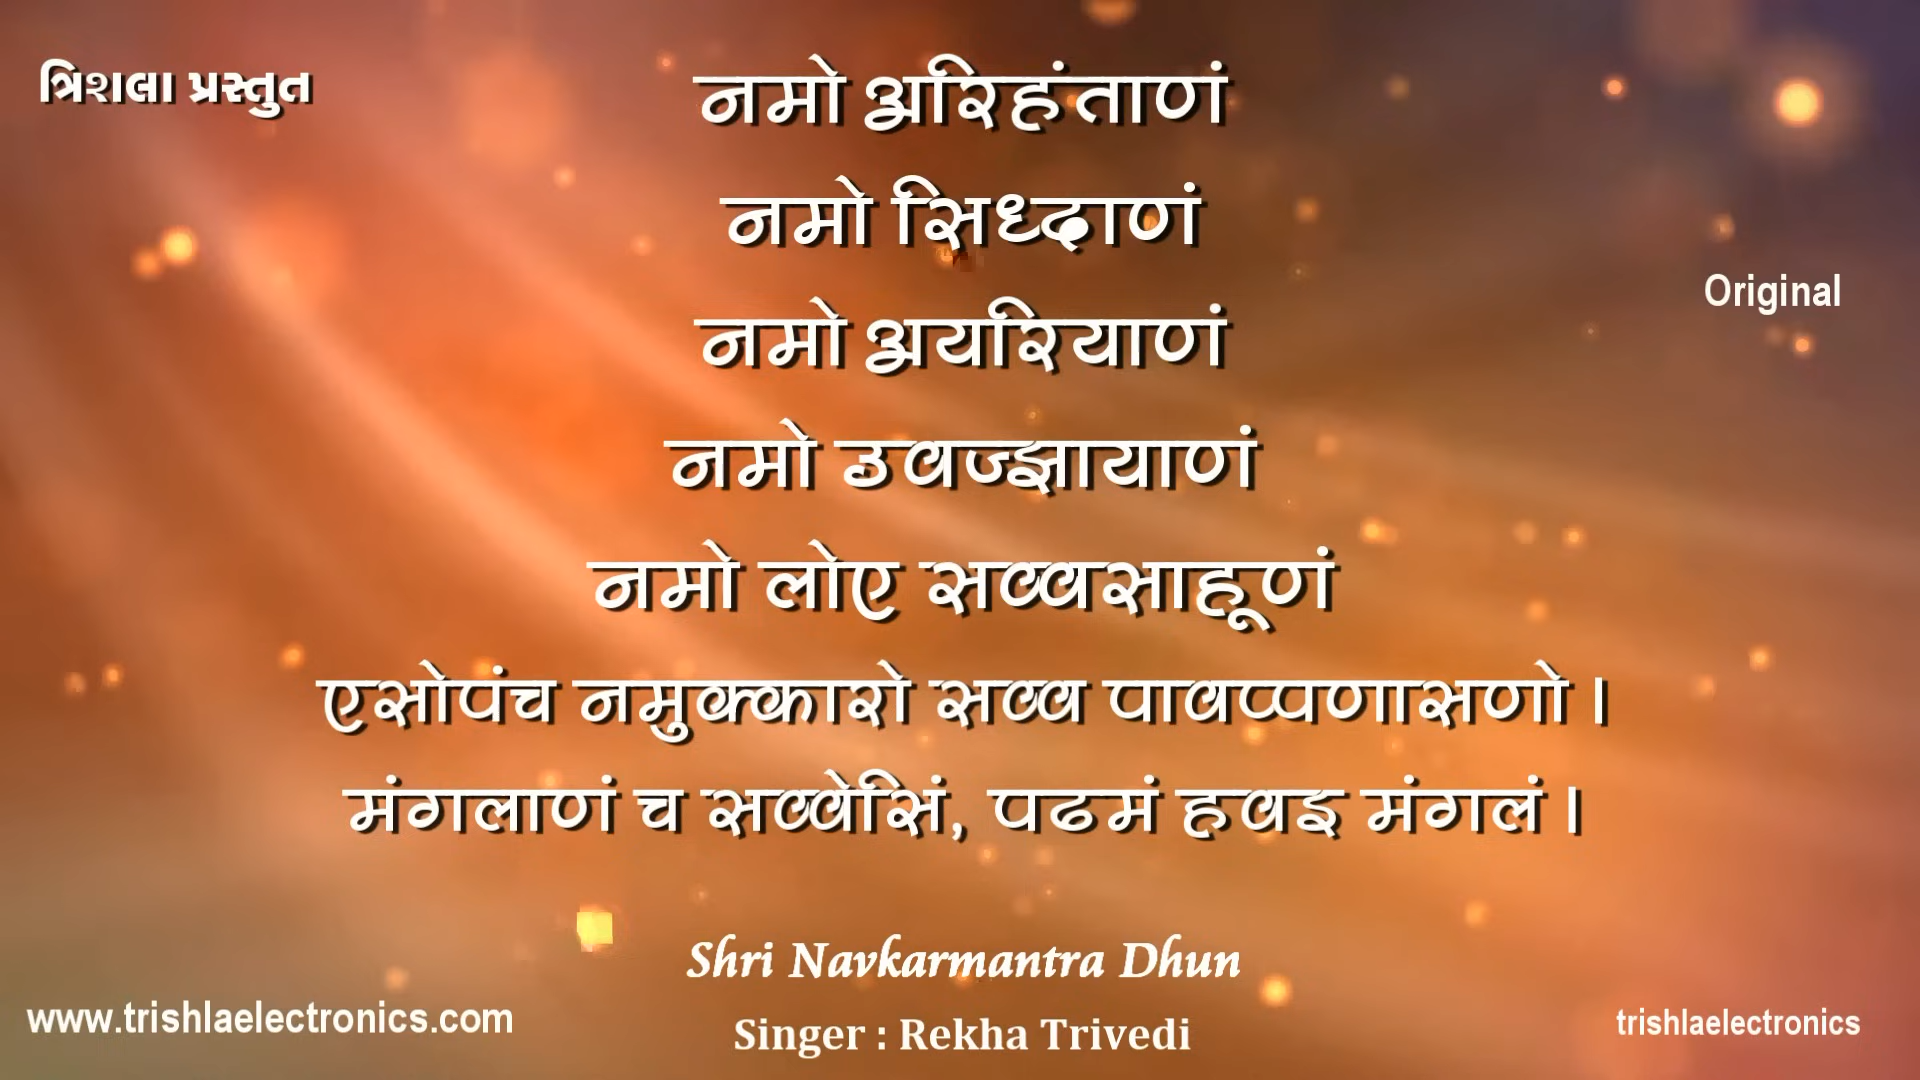 ત્રિશલા પ્રસ્તુત
नमो अरिहंताणं
नमो सिध्दाणं
Original
नमो अयरियाणं
नमो उवज्झायाणं
नमो लोए सव्वसाहूणं
एसोपंच नमुक्कारो सव्व पावप्पणासणो ।
मंगलाणं च सव्वेसिं, पढमं हवइ मंगलं ।
Shri Navkarmantra Dhun
www.trishlaelectronics.com
Singer : Rekha Trivedi
trishlaelectronics